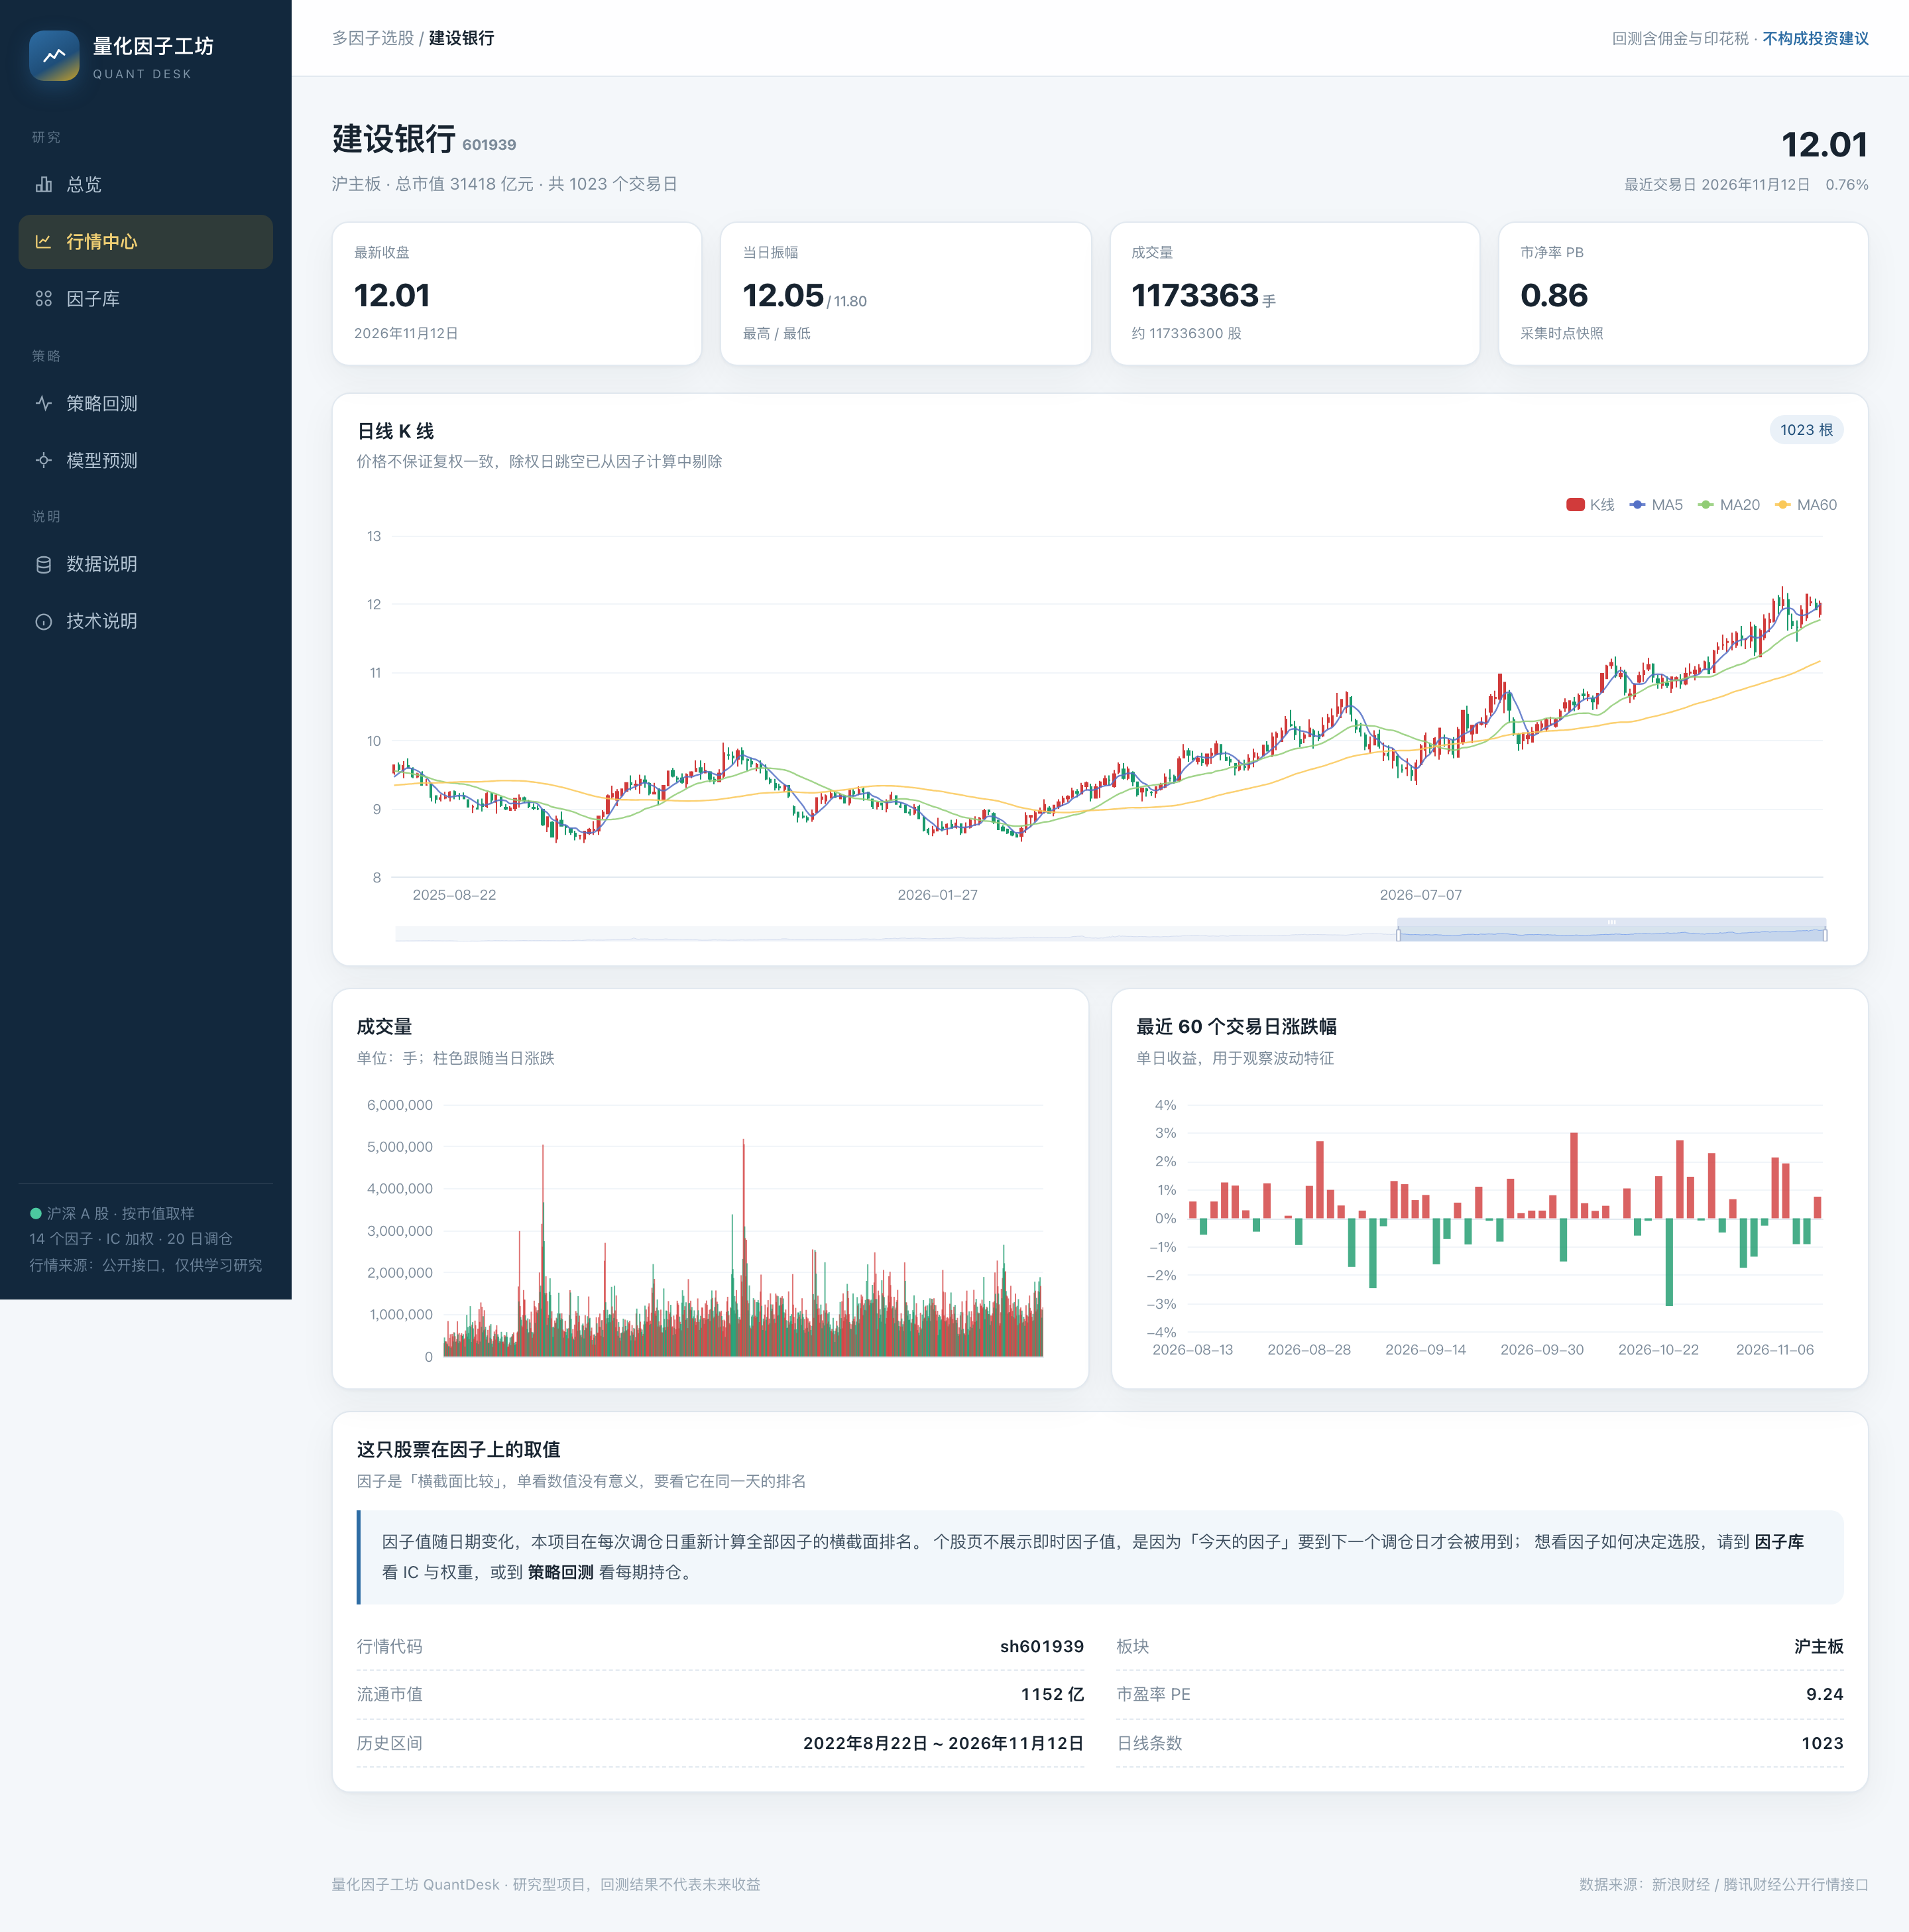 量化因子工坊
QUANT DESK
研究
总览
行情中心
因子库
策略
策略回测
模型预测
说明
数据说明
技术说明
沪深 A 股 · 按市值取样
14 个因子 · IC 加权 · 20 日调仓
行情来源：公开接口，仅供学习研究
多因子选股 / 建设银行
回测含佣金与印花税 · 不构成投资建议
建设银行 601939
12.01
沪主板 · 总市值 31418 亿元 · 共 1023 个交易日
最近交易日 2026年11月12日 0.76%
最新收盘
12.01
2026年11月12日
当日振幅
12.05 / 11.80
最高 / 最低
成交量
1173363 手
约 117336300 股
市净率 PB
0.86
采集时点快照
日线 K 线
1023 根
价格不保证复权一致，除权日跳空已从因子计算中剔除
K线 MA5 MA20 MA60
13
12
11
10
9
8
2025-08-22 2026-01-27 2026-07-07
成交量
单位：手；柱色跟随当日涨跌
6,000,000
5,000,000
4,000,000
3,000,000
2,000,000
1,000,000
0
最近 60 个交易日涨跌幅
单日收益，用于观察波动特征
4%
3%
2%
1%
0%
-1%
-2%
-3%
-4%
2026-08-13 2026-08-28 2026-09-14 2026-09-30 2026-10-22 2026-11-06
这只股票在因子上的取值
因子是「横截面比较」，单看数值没有意义，要看它在同一天的排名
因子值随日期变化，本项目在每次调仓日重新计算全部因子的横截面排名。 个股页不展示即时因子值，是因为「今天的因子」要到下一个调仓日才会被用到； 想看因子如何决定选股，请到 因子库
看 IC 与权重，或到 策略回测 看每期持仓。
行情代码 sh601939
板块 沪主板
流通市值 1152 亿
市盈率 PE 9.24
历史区间 2022年8月22日 ~ 2026年11月12日
日线条数 1023
量化因子工坊 QuantDesk · 研究型项目，回测结果不代表未来收益
数据来源：新浪财经 / 腾讯财经公开行情接口